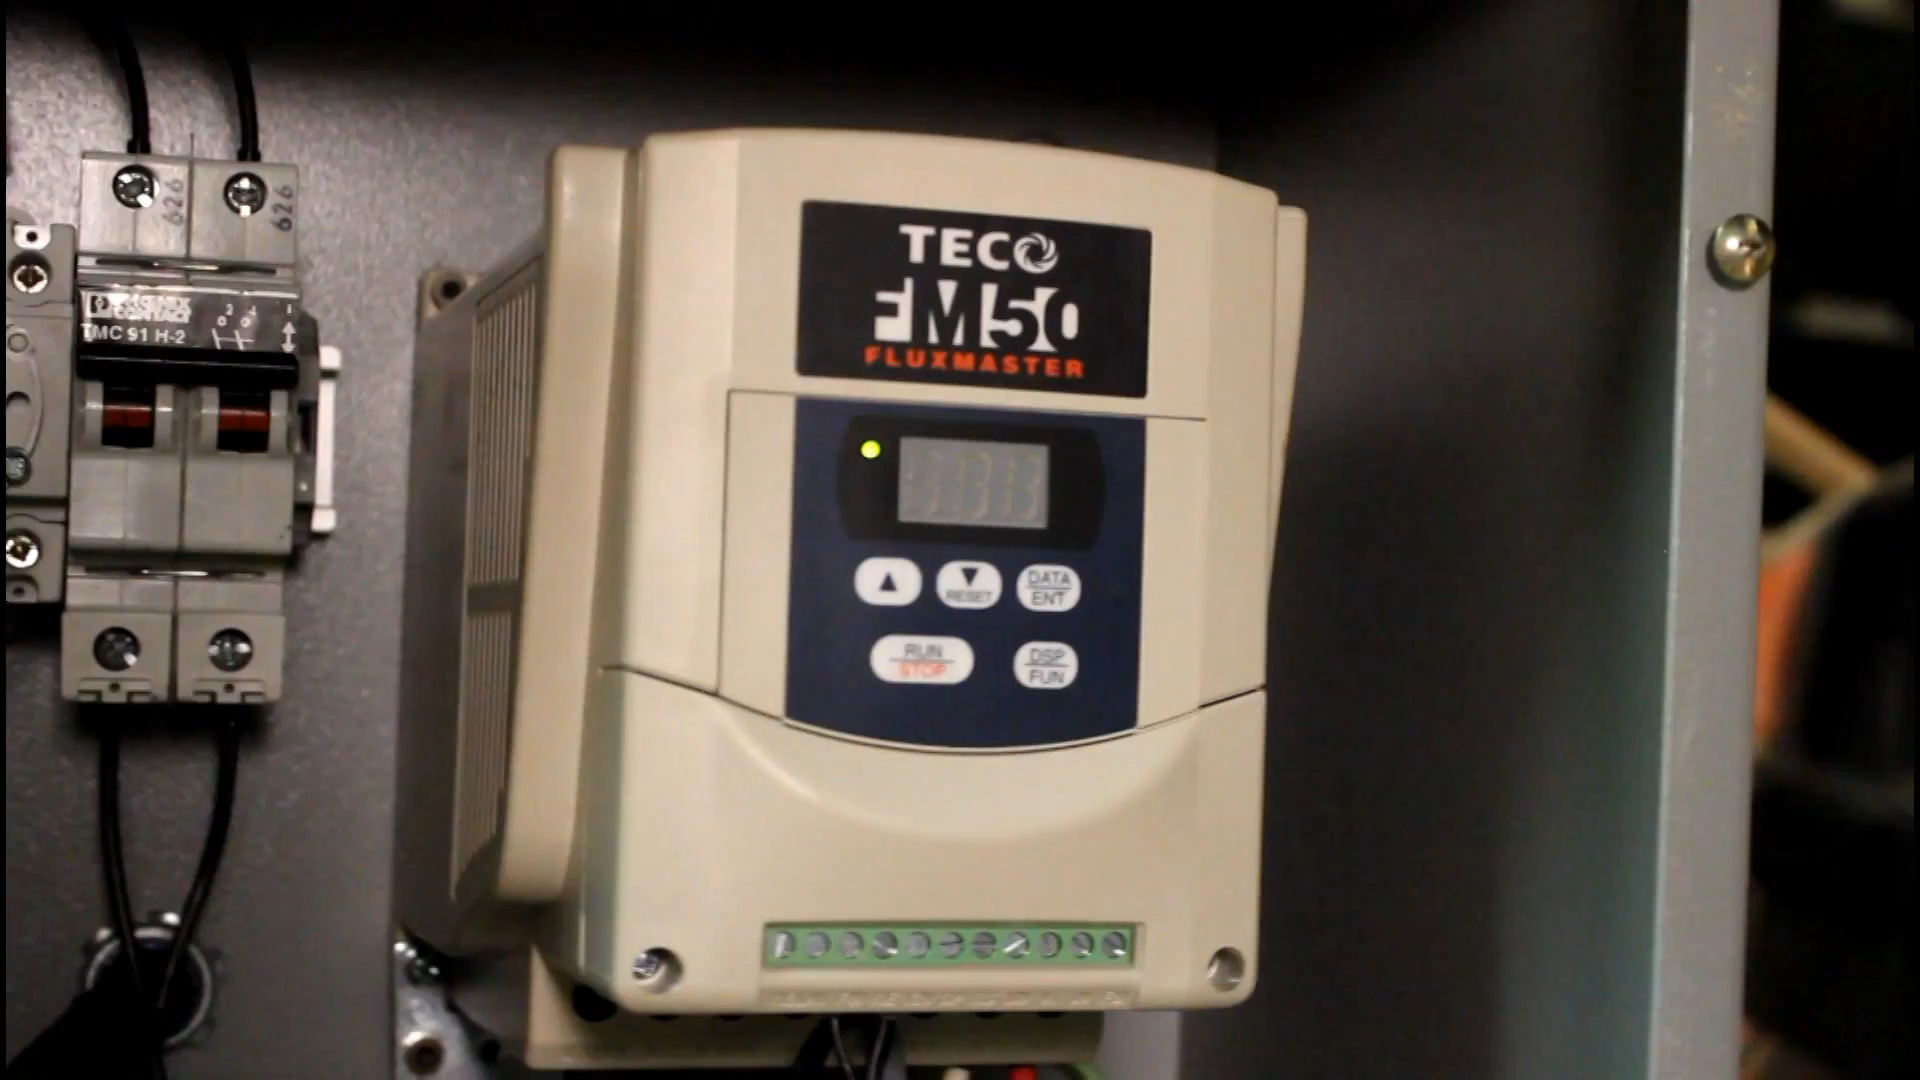 626
626
TMC 91 H-2
TECO
FM50
FLUXMASTER
▲
▼
RESET
DATA
ENT
RUN
STOP
DSP
FUN